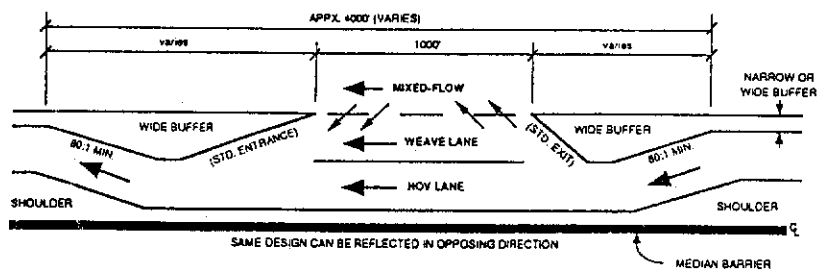 APPX. 4000' (VARIES)
varies
1000'
varies
MIXED-FLOW
NARROW OR
WIDE BUFFER
WIDE BUFFER
(STD. ENTRANCE)
WEAVE LANE
(STD. EXIT)
WIDE BUFFER
80:1 MIN.
80:1 MIN.
HOV LANE
SHOULDER
SHOULDER
CL
SAME DESIGN CAN BE REFLECTED IN OPPOSING DIRECTION
MEDIAN BARRIER